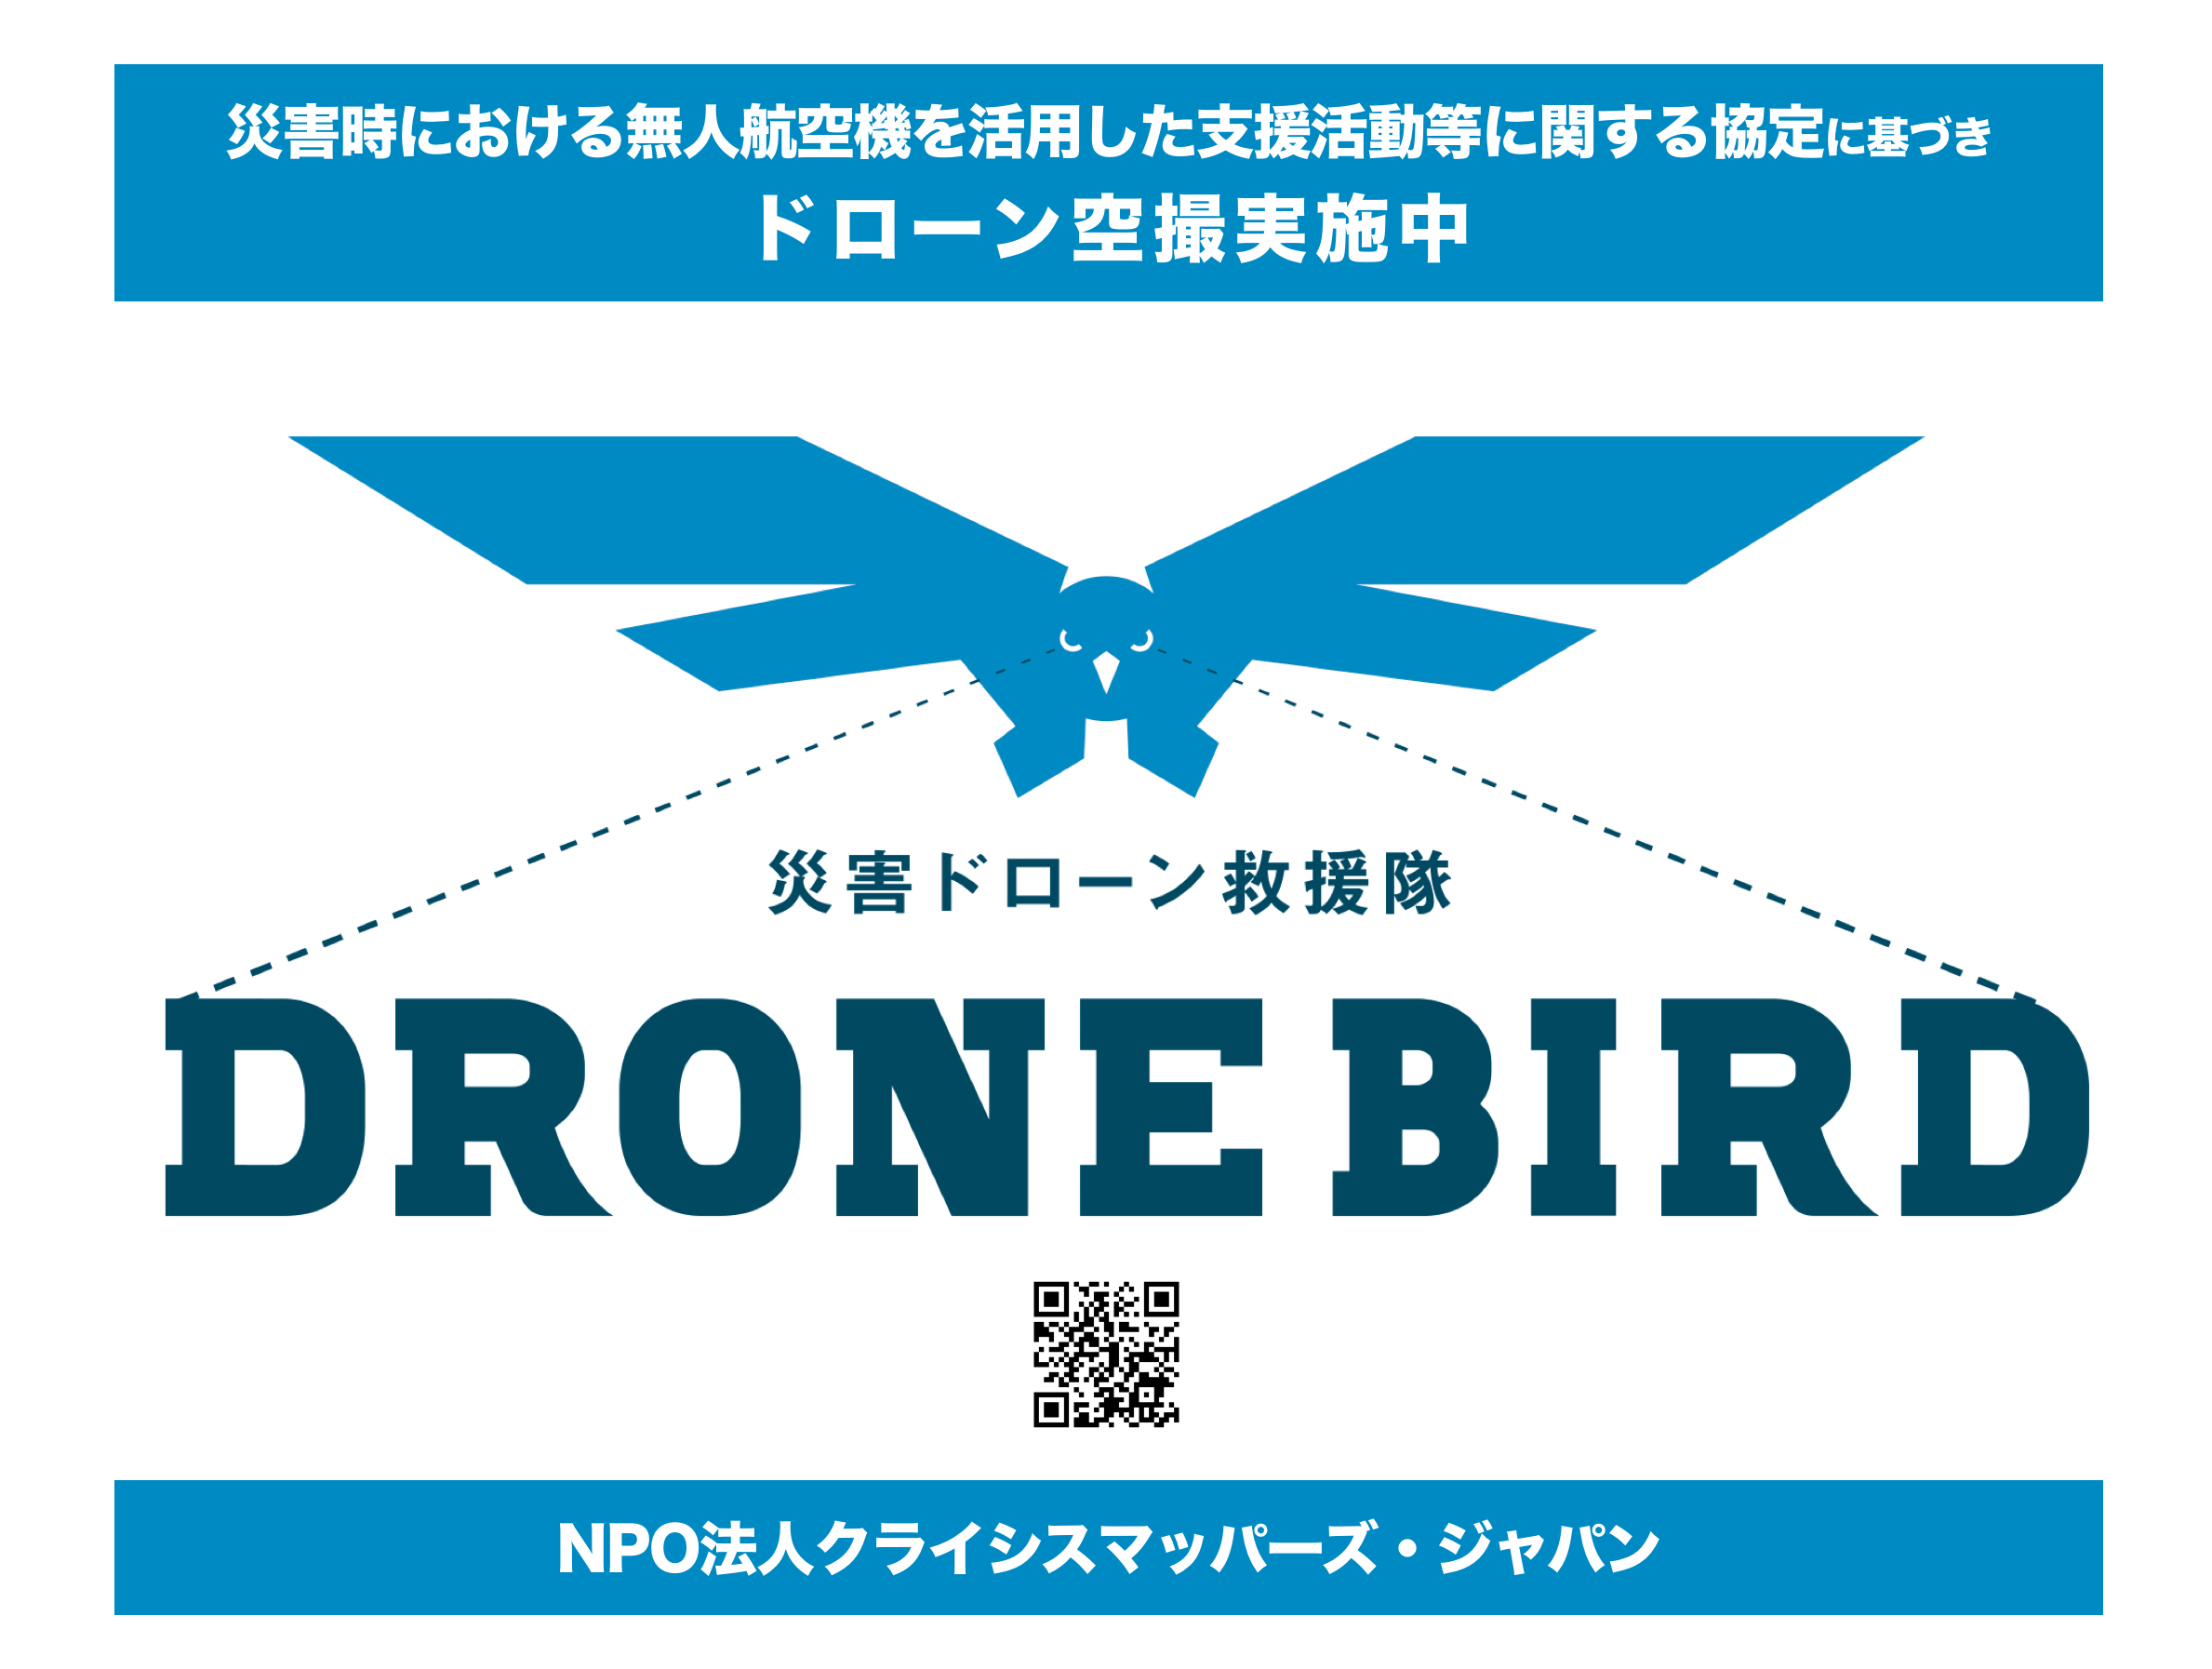 災害時における無人航空機を活用した支援活動等に関する協定に基づき
ドローン空撮実施中
災害ドローン救援隊
DRONE BIRD
NPO法人クライシスマッパーズ・ジャパン